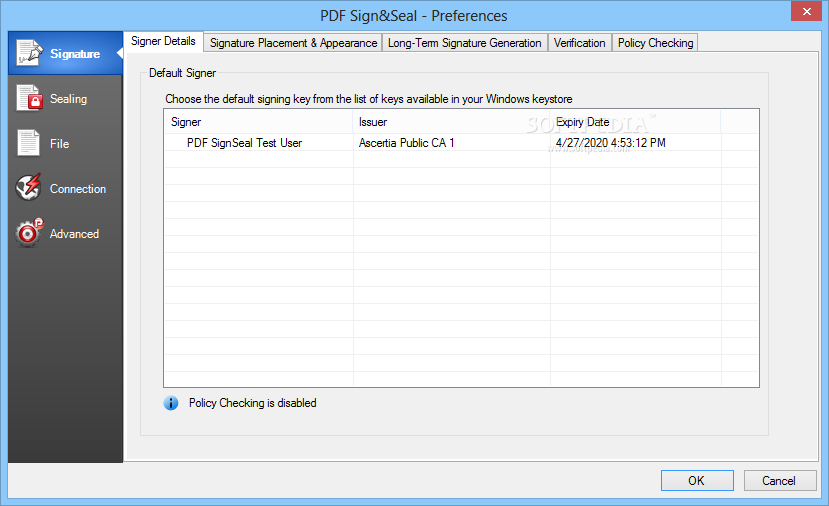 PDF Sign&Seal - Preferences
Signature
Sealing
File
Connection
Advanced
Signer Details Signature Placement & Appearance Long-Term Signature Generation Verification Policy Checking
Default Signer
Choose the default signing key from the list of keys available in your Windows keystore
Signer Issuer Expiry Date
SOFTPEDIA
PDF SignSeal Test User Ascertia Public CA 1 4/27/2020 4:53:12 PM
Policy Checking is disabled
OK Cancel